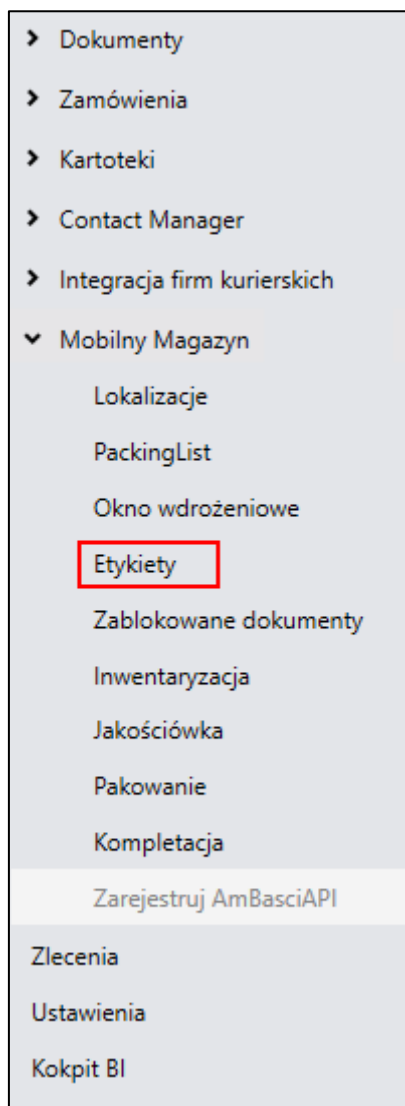 Dokumenty
Zamówienia
Kartoteki
Contact Manager
Integracja firm kurierskich
Mobilny Magazyn
Lokalizacje
PackingList
Okno wdrożeniowe
Etykiety
Zablokowane dokumenty
Inwentaryzacja
Jakościówka
Pakowanie
Kompletacja
Zarejestruj AmBasciAPI
Zlecenia
Ustawienia
Kokpit BI